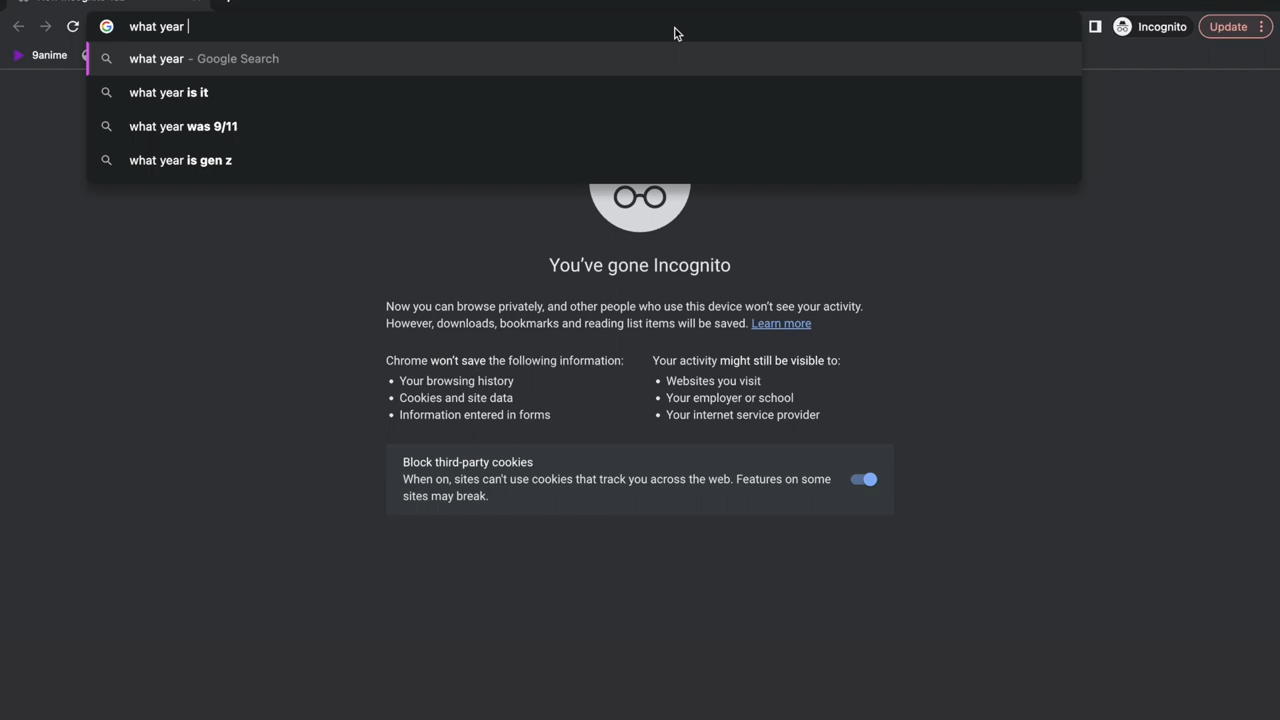 what year
Incognito
Update
9anime
what year - Google Search
what year is it
what year was 9/11
what year is gen z
You've gone Incognito
Now you can browse privately, and other people who use this device won't see your activity.
However, downloads, bookmarks and reading list items will be saved. Learn more
Chrome won't save the following information:
• Your browsing history
• Cookies and site data
• Information entered in forms
Your activity might still be visible to:
• Websites you visit
• Your employer or school
• Your internet service provider
Block third-party cookies
When on, sites can't use cookies that track you across the web. Features on some
sites may break.